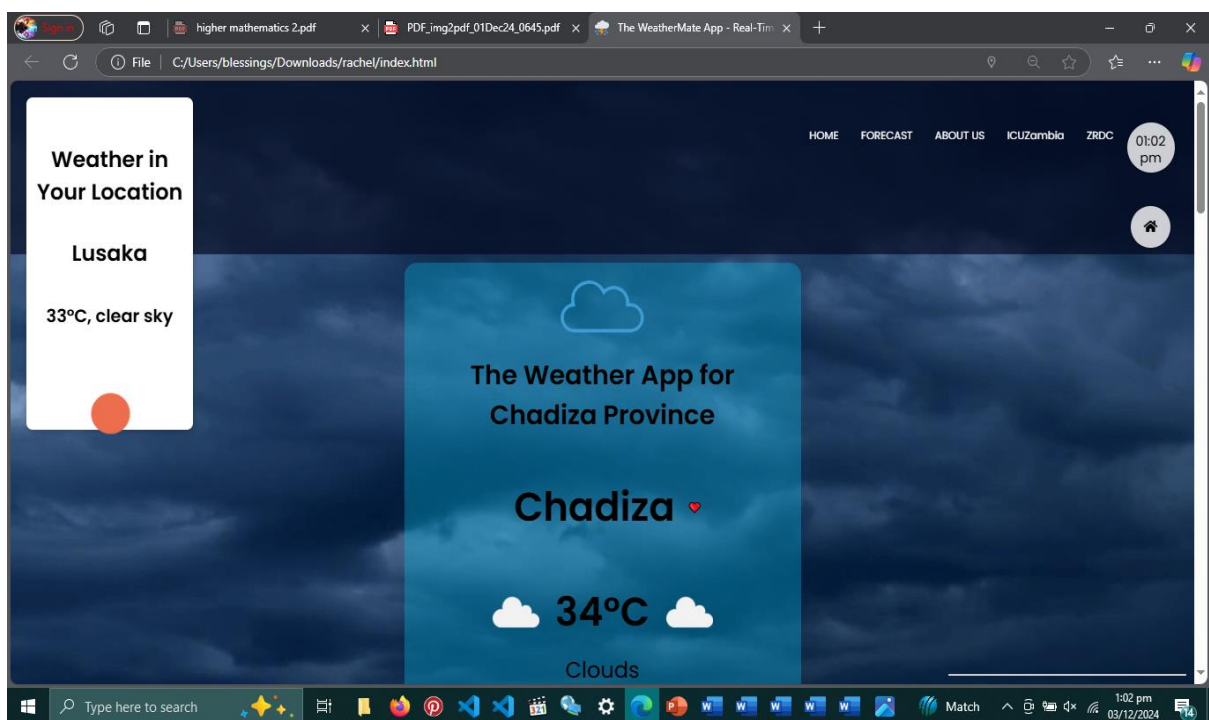 Sign in
higher mathematics 2.pdf
PDF_img2pdf_01Dec24_0645.pdf
The WeatherMate App - Real-Tim
File
C:/Users/blessings/Downloads/rachel/index.html
Weather in
Your Location
Lusaka
33°C, clear sky
HOME FORECAST ABOUT US ICUZambia ZRDC
01:02
pm
The Weather App for
Chadiza Province
Chadiza
34°C
Clouds
Type here to search
321
Match
1:02 pm
03/12/2024
14